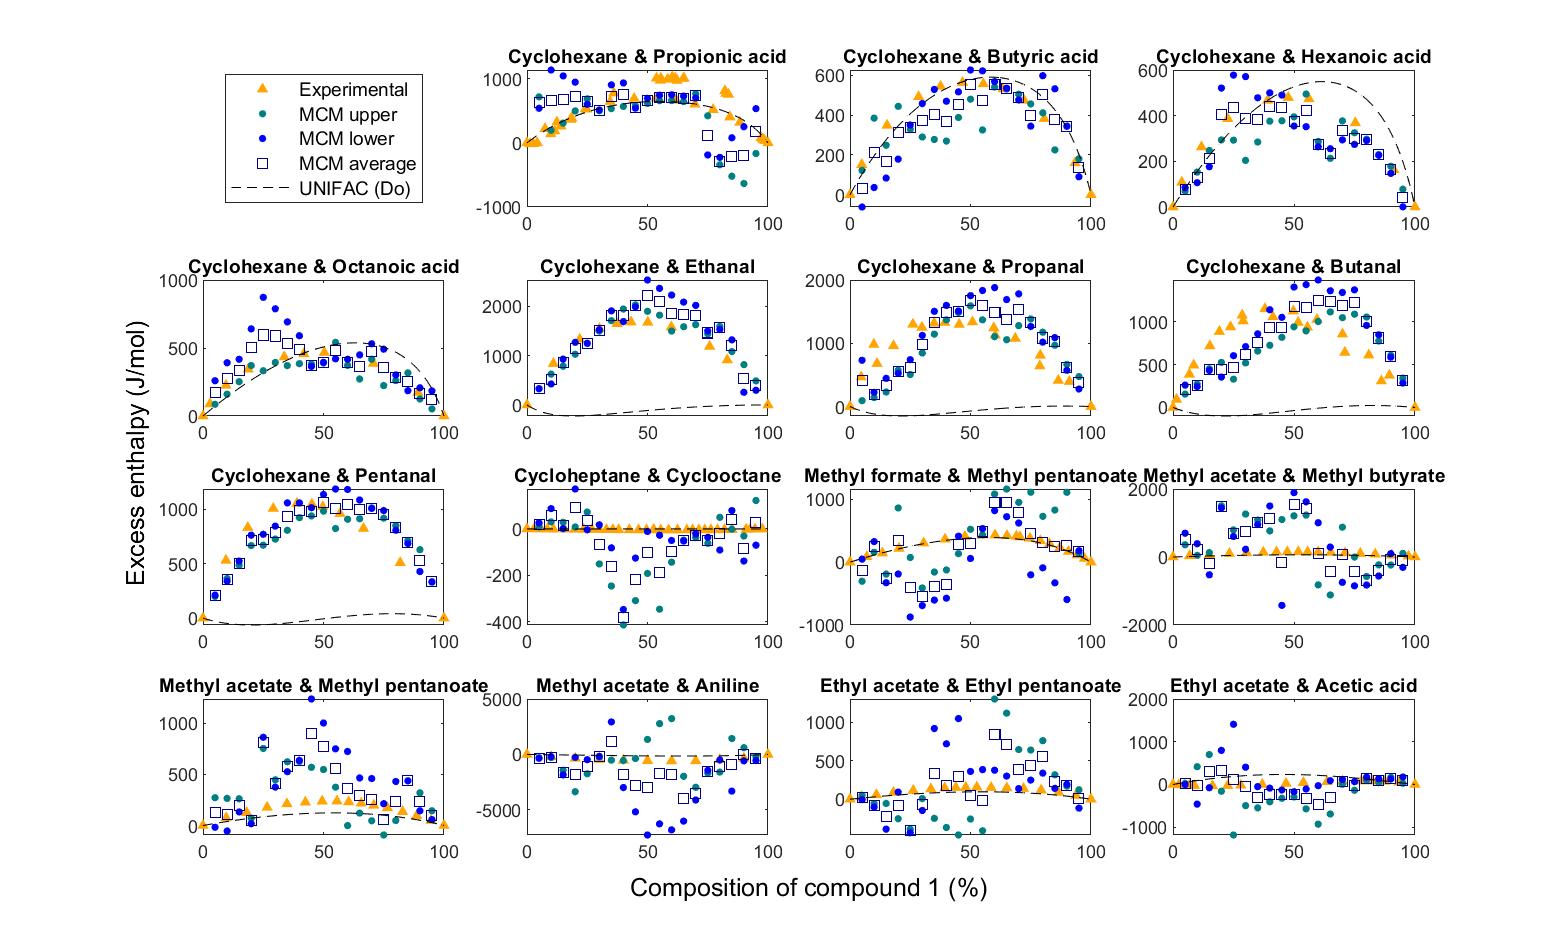 Experimental
MCM upper
MCM lower
MCM average
UNIFAC (Do)
Cyclohexane & Propionic acid
1000
0
-1000
0 50 100
Cyclohexane & Butyric acid
600
400
200
0
0 50 100
Cyclohexane & Hexanoic acid
600
400
200
0
0 50 100
Cyclohexane & Octanoic acid
1000
500
0
0 50 100
Cyclohexane & Ethanal
2000
1000
0
0 50 100
Cyclohexane & Propanal
2000
1000
0
0 50 100
Cyclohexane & Butanal
1000
500
0
0 50 100
Cyclohexane & Pentanal
1000
500
0
0 50 100
Cycloheptane & Cyclooctane
0
-200
-400
0 50 100
Methyl formate & Methyl pentanoate
1000
0
-1000
0 50 100
Methyl acetate & Methyl butyrate
2000
0
-2000
0 50 100
Methyl acetate & Methyl pentanoate
1000
500
0
0 50 100
Methyl acetate & Aniline
5000
0
-5000
0 50 100
Ethyl acetate & Ethyl pentanoate
1000
500
0
0 50 100
Ethyl acetate & Acetic acid
2000
1000
0
-1000
0 50 100
Excess enthalpy (J/mol)
Composition of compound 1 (%)